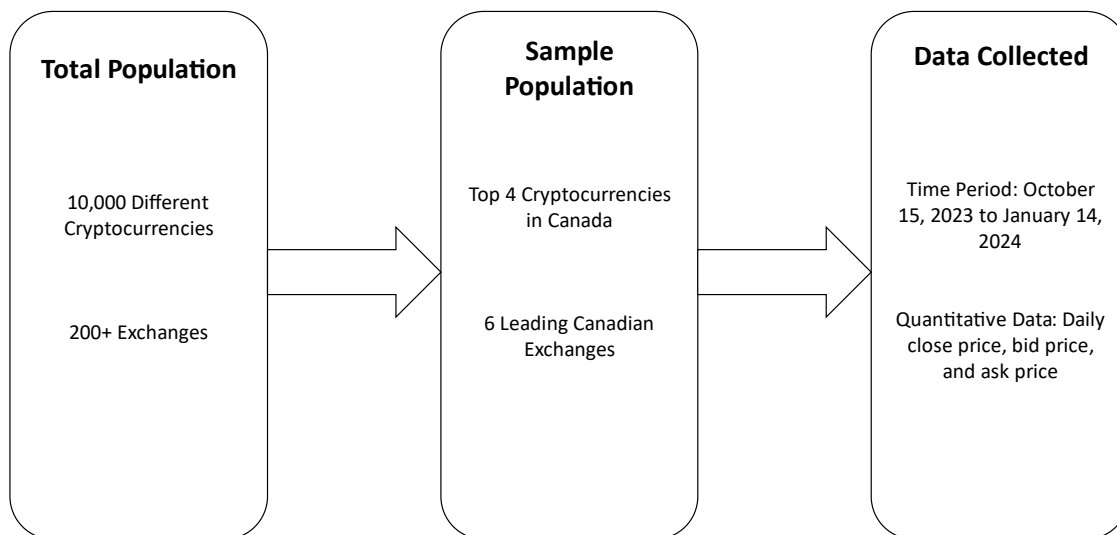 Total Population
10,000 Different
Cryptocurrencies
200+ Exchanges
Sample
Population
Top 4 Cryptocurrencies
in Canada
6 Leading Canadian
Exchanges
Data Collected
Time Period: October
15, 2023 to January 14,
2024
Quantitative Data: Daily
close price, bid price,
and ask price